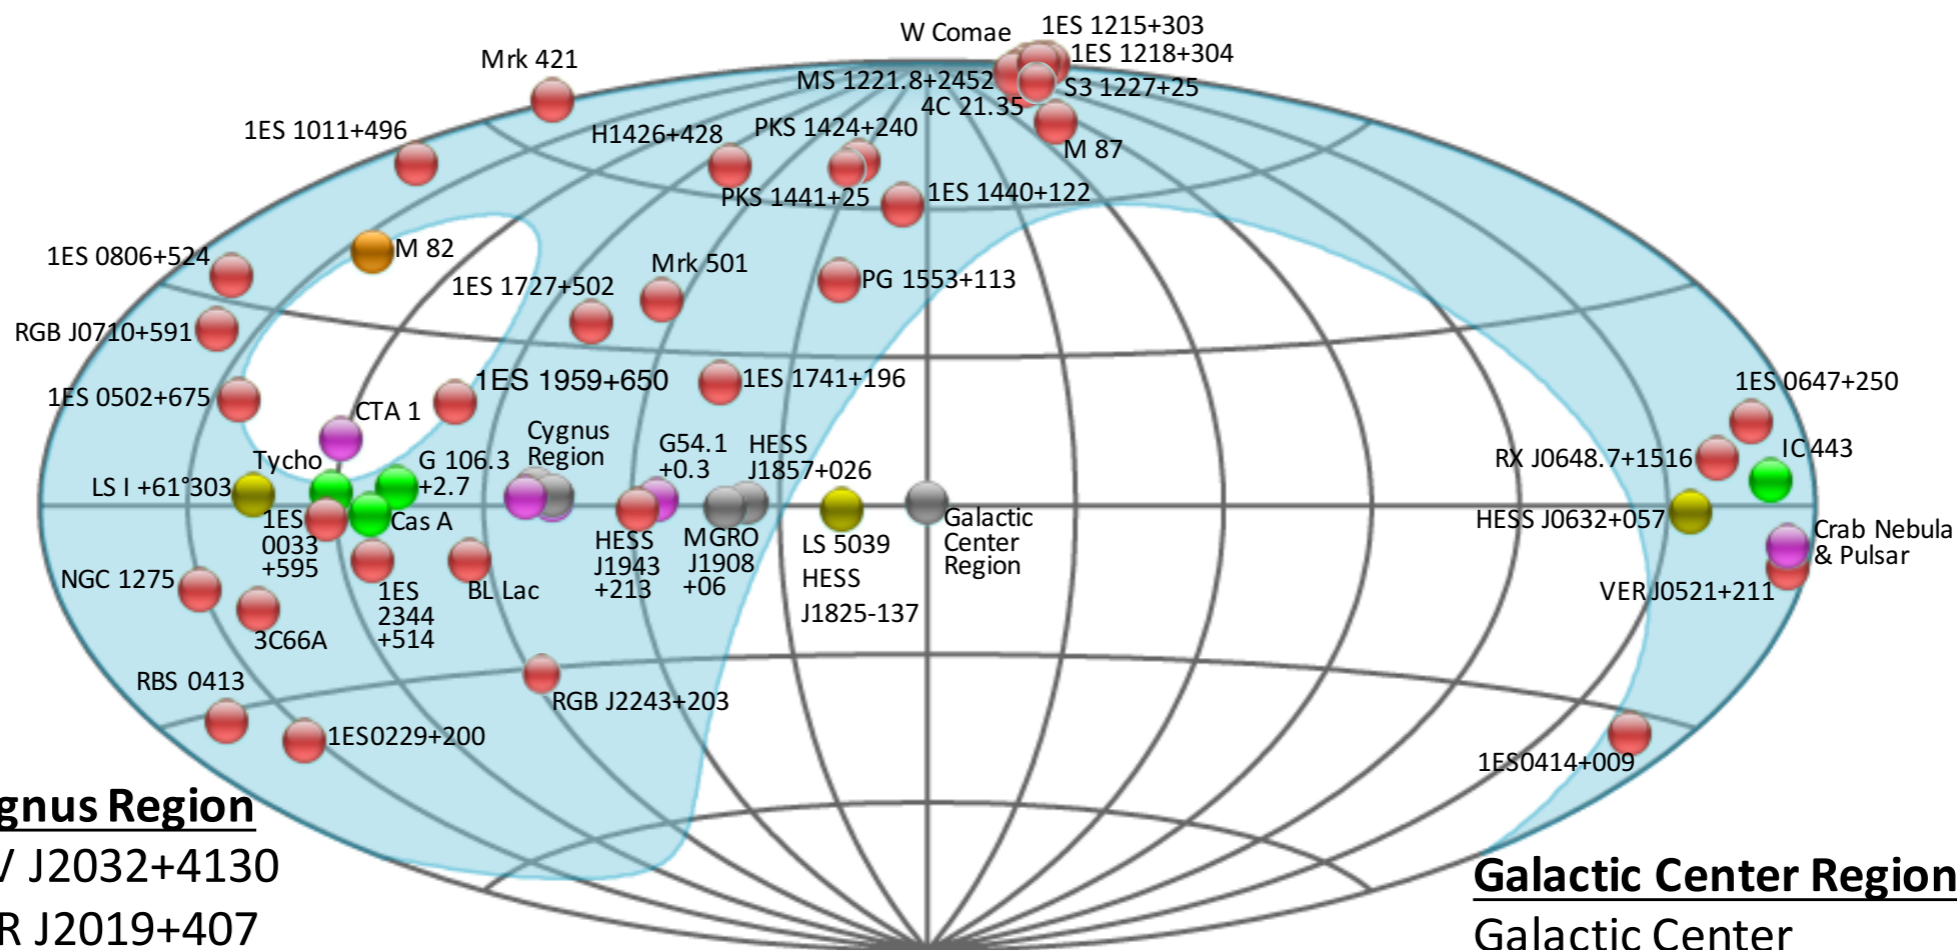 W Comae
1ES 1215+303
1ES 1218+304
Mrk 421
MS 1221.8+2452
S3 1227+25
4C 21.35
1ES 1011+496
H1426+428
PKS 1424+240
M 87
PKS 1441+25
1ES 1440+122
1ES 0806+524
M 82
Mrk 501
1ES 1727+502
PG 1553+113
RGB J0710+591
1ES 0502+675
1ES 1959+650
1ES 1741+196
1ES 0647+250
CTA 1
Cygnus
Region
G54.1
+0.3
HESS
J1857+026
Tycho
G 106.3
+2.7
RX J0648.7+1516
IC 443
LS I +61°303
1ES
0033
+595
Cas A
HESS J0632+057
Galactic
Center
Region
Crab Nebula
& Pulsar
HESS
J1943
+213
MGRO
J1908
+06
LS 5039
HESS
J1825-137
NGC 1275
1ES
2344
+514
BL Lac
VER J0521+211
3C66A
RBS 0413
RGB J2243+203
1ES0229+200
1ES0414+009
gnus Region
V J2032+4130
R J2019+407
Galactic Center Region
Galactic Center